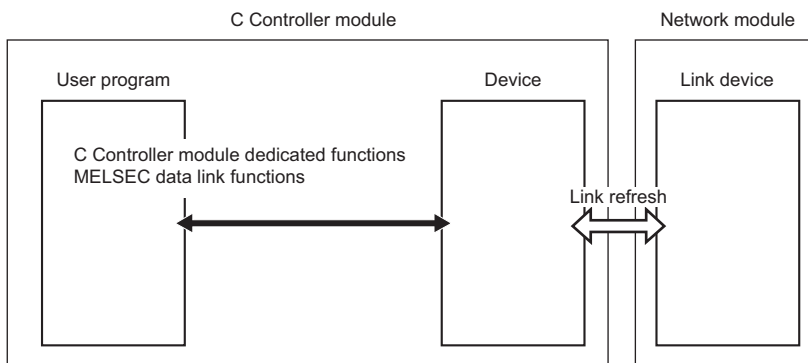 C Controller module
Network module
User program
Device
Link device
C Controller module dedicated functions
MELSEC data link functions
Link refresh